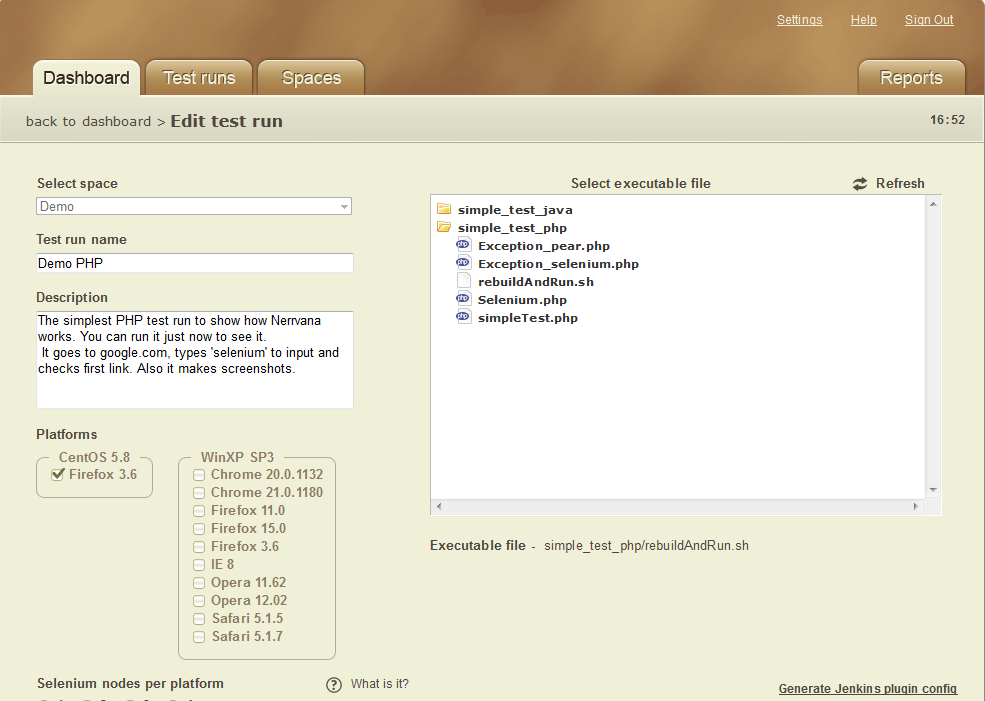 Settings Help Sign Out
Dashboard Test runs Spaces Reports
back to dashboard > Edit test run 16:52
Select space
Demo
Test run name
Demo PHP
Description
The simplest PHP test run to show how Nerrvana
works. You can run it just now to see it.
It goes to google.com, types 'selenium' to input and
checks first link. Also it makes screenshots.
Platforms
CentOS 5.8
Firefox 3.6
WinXP SP3
Chrome 20.0.1132
Chrome 21.0.1180
Firefox 11.0
Firefox 15.0
Firefox 3.6
IE 8
Opera 11.62
Opera 12.02
Safari 5.1.5
Safari 5.1.7
Selenium nodes per platform ? What is it?
Select executable file Refresh
simple_test_java
simple_test_php
php Exception_pear.php
php Exception_selenium.php
rebuildAndRun.sh
php Selenium.php
php simpleTest.php
Executable file - simple_test_php/rebuildAndRun.sh
Generate Jenkins plugin config